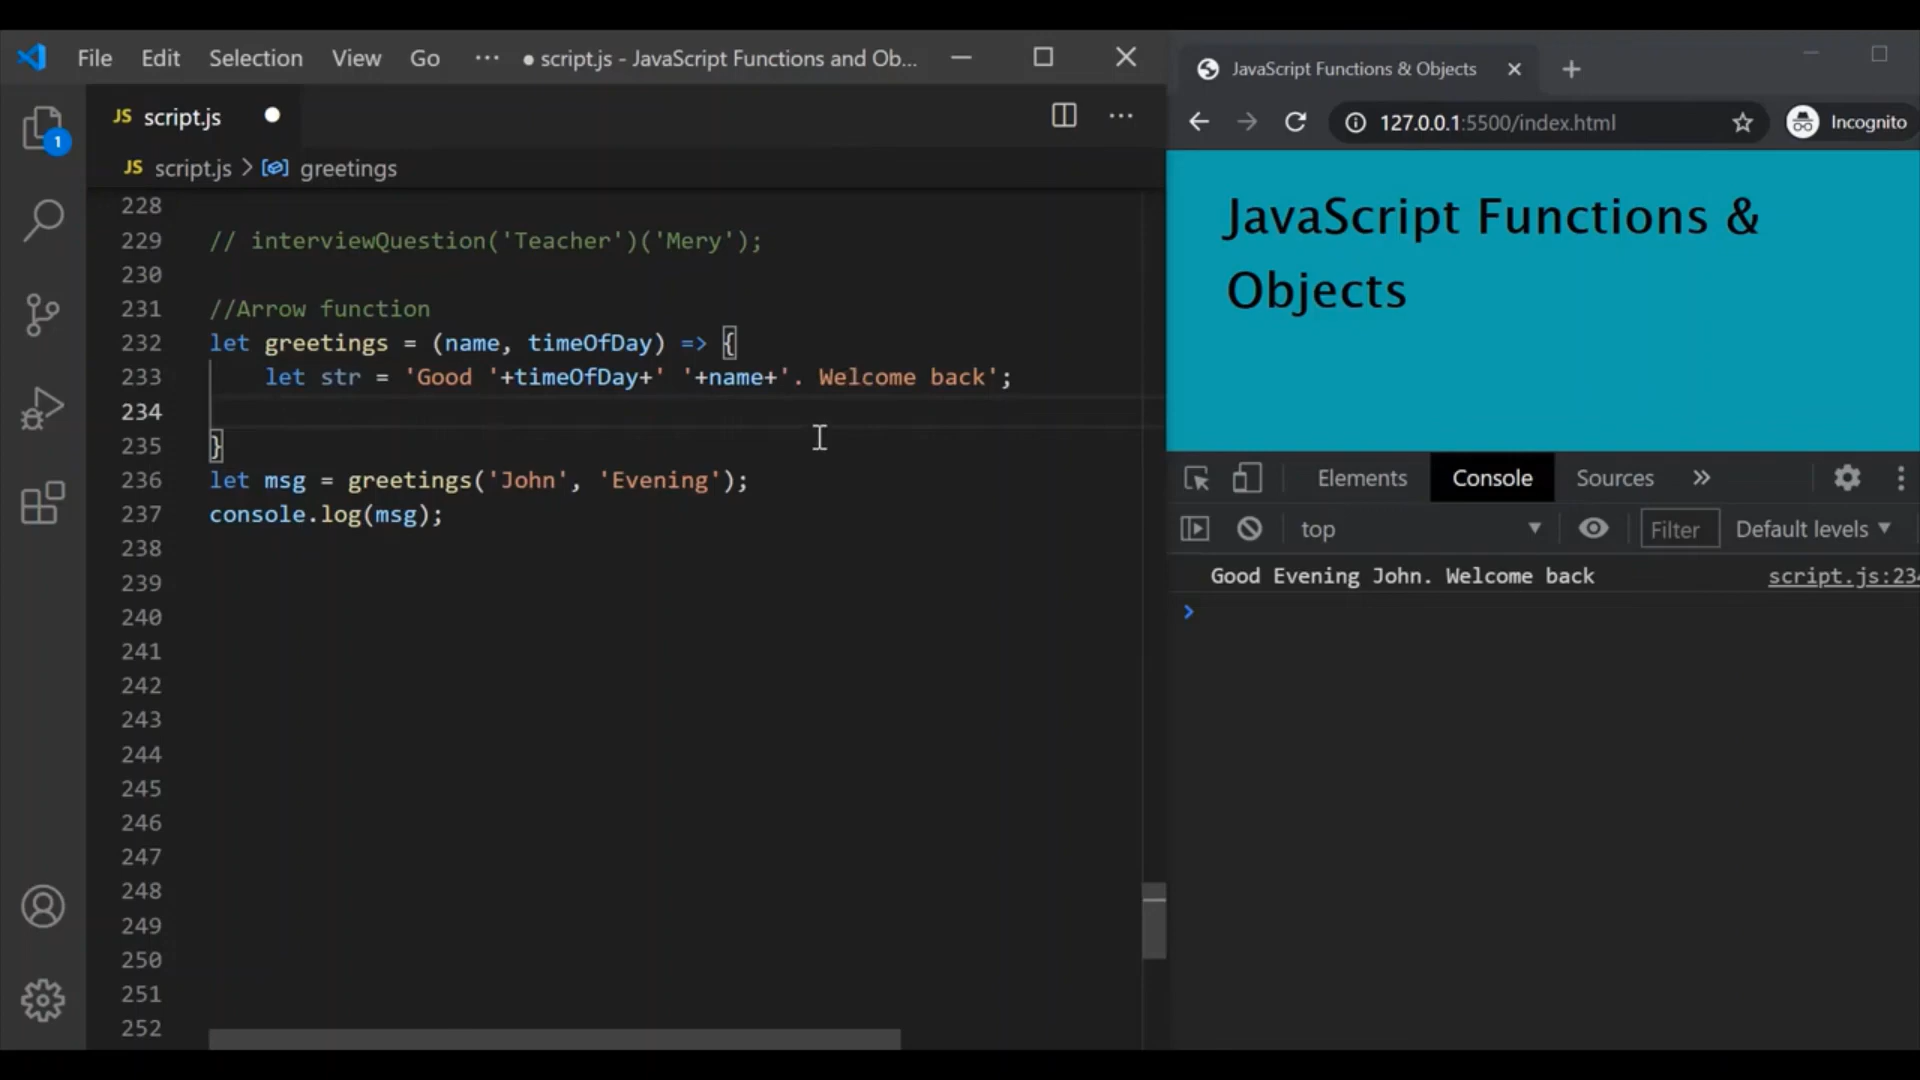 File Edit Selection View Go ··· ● script.js - JavaScript Functions and Ob...
JS script.js
JS script.js > greetings
1
228
229 // interviewQuestion('Teacher')('Mery');
230
231 //Arrow function
232 let greetings = (name, timeOfDay) => {
233 let str = 'Good '+timeOfDay+' '+name+'. Welcome back';
234
235 }
236 let msg = greetings('John', 'Evening');
237 console.log(msg);
238
239
240
241
242
243
244
245
246
247
248
249
250
251
252
JavaScript Functions & Objects
127.0.0.1:5500/index.html Incognito
JavaScript Functions &
Objects
Elements Console Sources »
top Filter Default levels
Good Evening John. Welcome back script.js:234
>